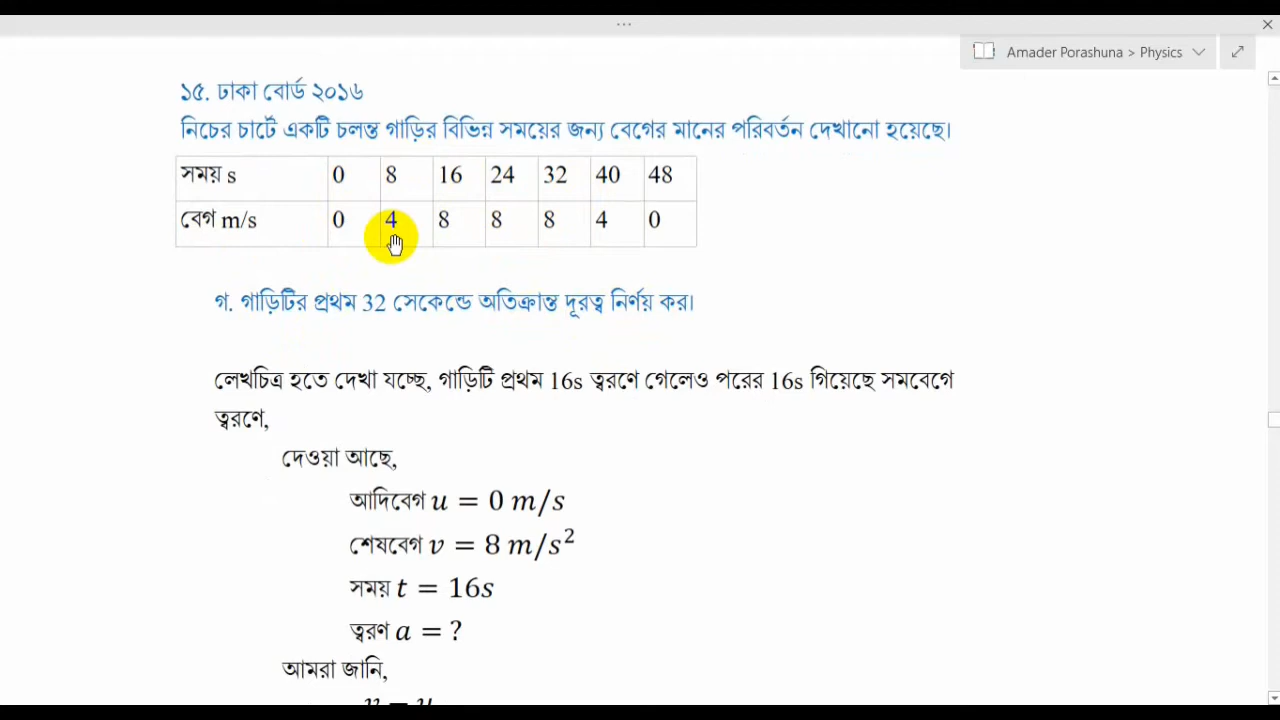 Amader Porashuna > Physics
১৫. ঢাকা বোর্ড ২০১৬
নিচের চার্টে একটি চলন্ত গাড়ির বিভিন্ন সময়ের জন্য বেগের মানের পরিবর্তন দেখানো হয়েছে।
সময় s 0 8 16 24 32 40 48
বেগ m/s 0 4 8 8 8 4 0
গ. গাড়িটির প্রথম 32 সেকেন্ডে অতিক্রান্ত দূরত্ব নির্ণয় কর।
লেখচিত্র হতে দেখা যচ্ছে, গাড়িটি প্রথম 16s ত্বরণে গেলেও পরের 16s গিয়েছে সমবেগে
ত্বরণে,
দেওয়া আছে,
আদিবেগ u = 0 m/s
শেষবেগ v = 8 m/s²
সময় t = 16s
ত্বরণ a = ?
আমরা জানি,